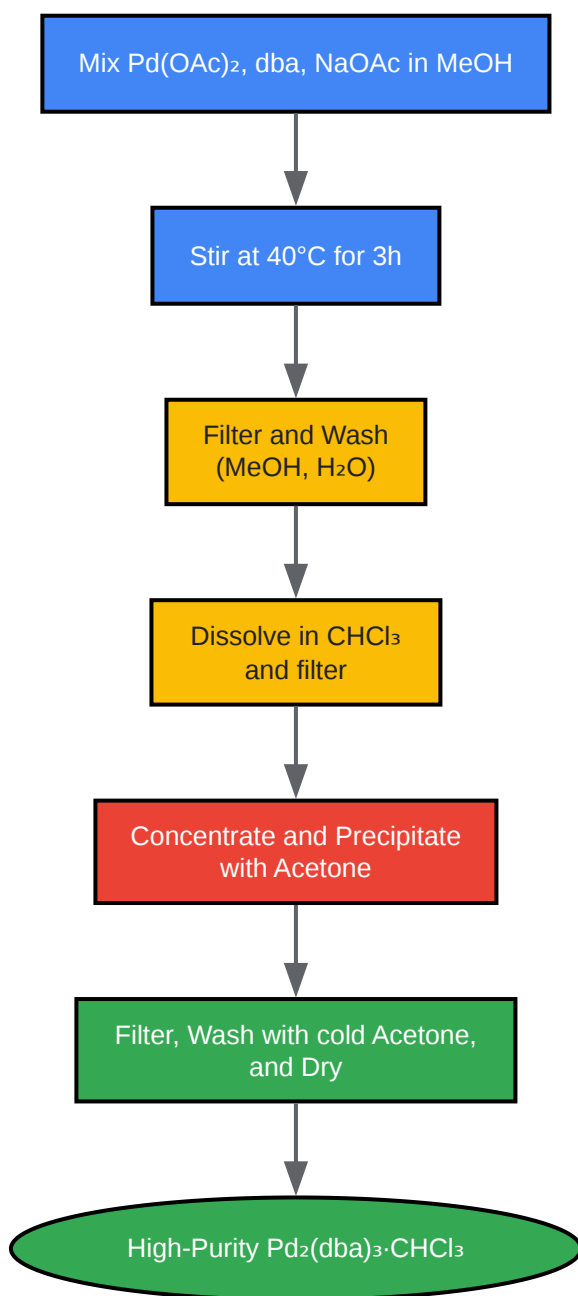 Mix Pd(OAc)₂, dba, NaOAc in MeOH
Stir at 40°C for 3h
Filter and Wash
(MeOH, H₂O)
Dissolve in CHCl₃
and filter
Concentrate and Precipitate
with Acetone
Filter, Wash with cold Acetone,
and Dry
High-Purity Pd₂(dba)₃·CHCl₃